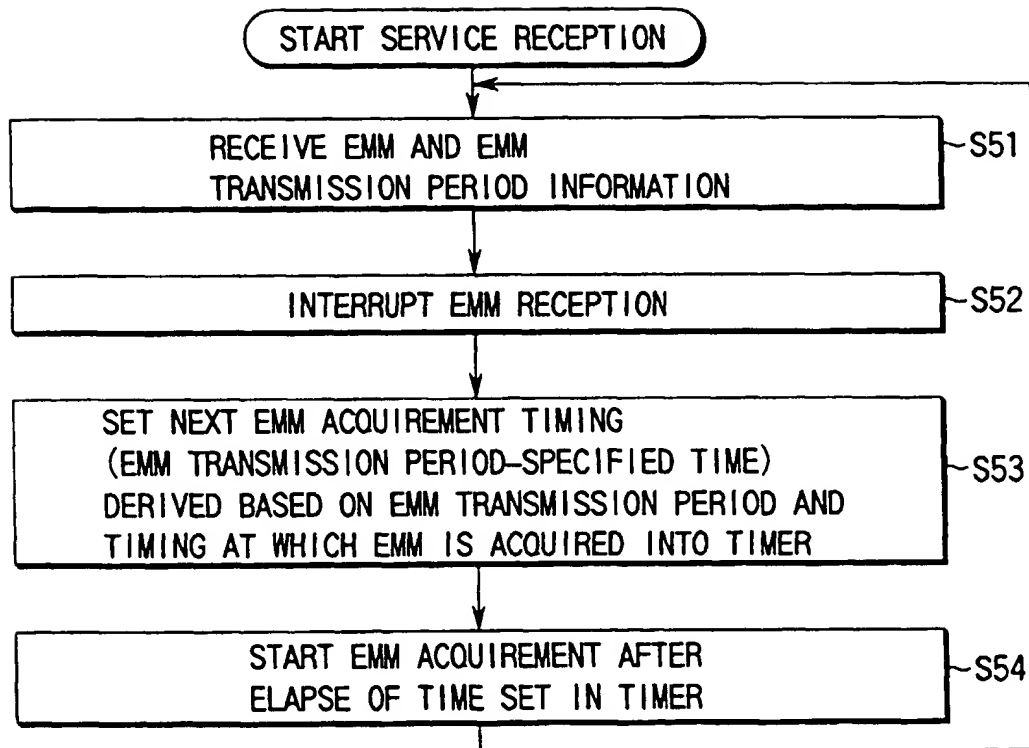 START SERVICE RECEPTION
RECEIVE EMM AND EMM
TRANSMISSION PERIOD INFORMATION
S51
INTERRUPT EMM RECEPTION
S52
SET NEXT EMM ACQUIREMENT TIMING
(EMM TRANSMISSION PERIOD-SPECIFIED TIME)
DERIVED BASED ON EMM TRANSMISSION PERIOD AND
TIMING AT WHICH EMM IS ACQUIRED INTO TIMER
S53
START EMM ACQUIREMENT AFTER
ELAPSE OF TIME SET IN TIMER
S54